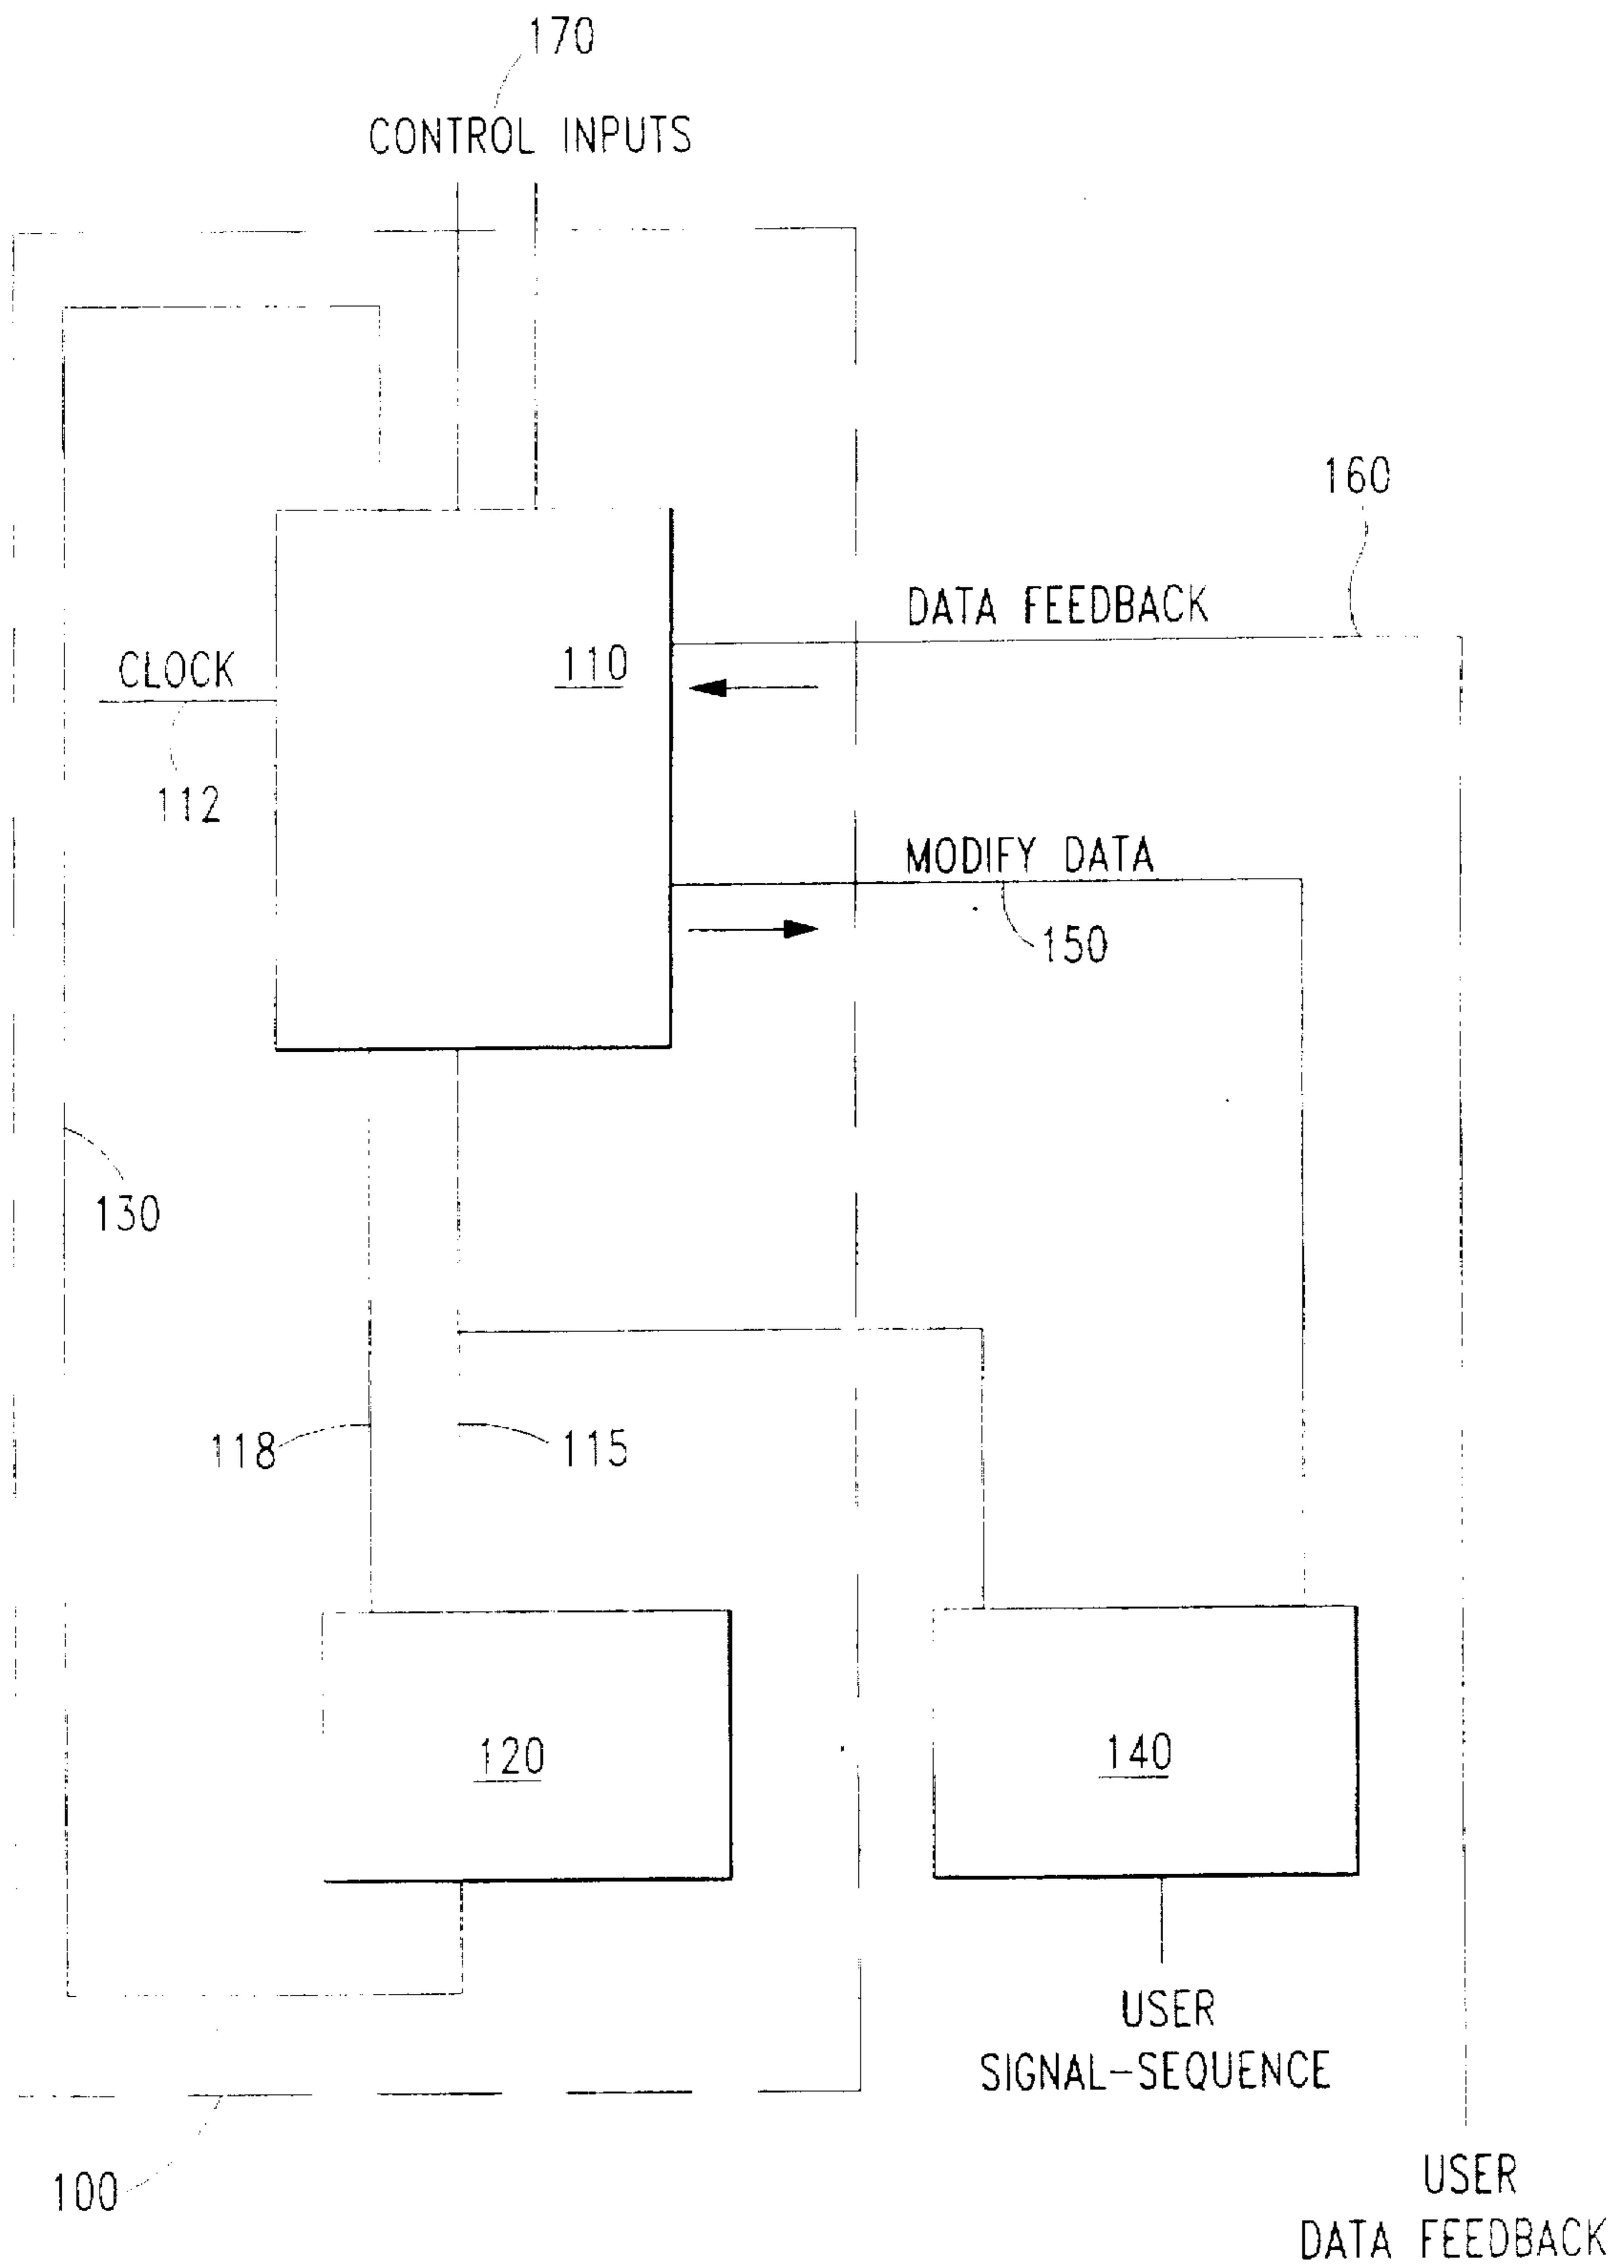 170
CONTROL INPUTS
160
DATA FEEDBACK
110
CLOCK
112
MODIFY DATA
150
130
118
115
120
140
USER
SIGNAL-SEQUENCE
100
USER
DATA FEEDBACK